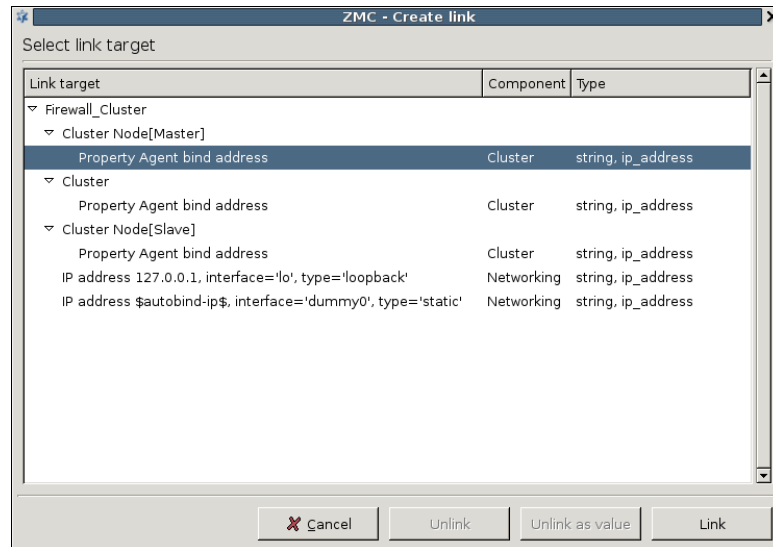 ZMC - Create link
Select link target
Link target Component Type
Firewall_Cluster
Cluster Node[Master]
Property Agent bind address Cluster string, ip_address
Cluster
Property Agent bind address Cluster string, ip_address
Cluster Node[Slave]
Property Agent bind address Cluster string, ip_address
IP address 127.0.0.1, interface='lo', type='loopback' Networking string, ip_address
IP address $autobind-ip$, interface='dummy0', type='static' Networking string, ip_address
Cancel Unlink Unlink as value Link